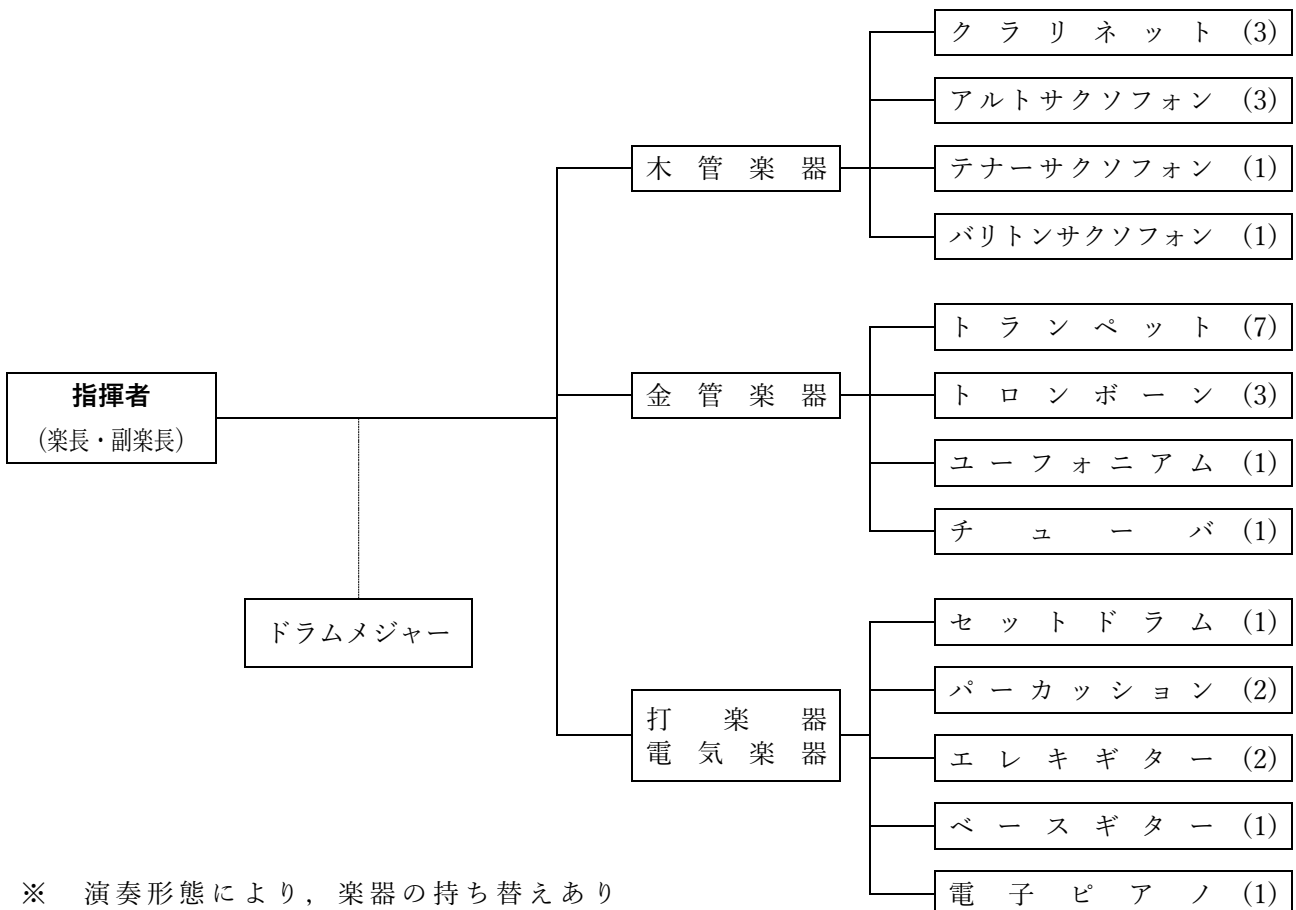 指揮者
(楽長・副楽長)
ドラムメジャー
木管楽器
クラリネット (3)
アルトサクソフォン (3)
テナーサクソフォン (1)
バリトンサクソフォン (1)
金管楽器
トランペット (7)
トロンボーン (3)
ユーフォニアム (1)
チューバ (1)
打楽器
電気楽器
セットドラム (1)
パーカッション (2)
エレキギター (2)
ベースギター (1)
電子ピアノ (1)
※ 演奏形態により，楽器の持ち替えあり